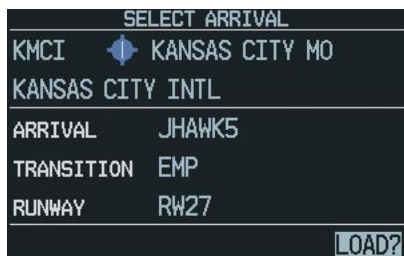 SELECT ARRIVAL
KMCI KANSAS CITY MO
KANSAS CITY INTL
ARRIVAL JHAWK5
TRANSITION EMP
RUNWAY RW27
LOAD?